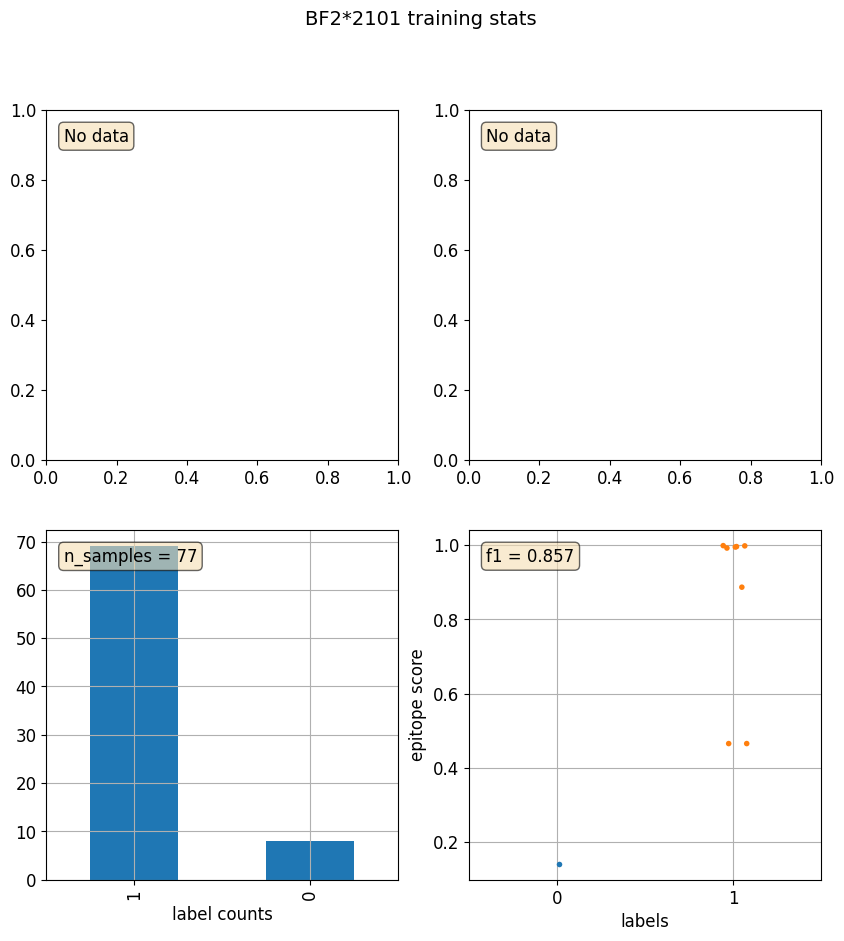 BF2*2101 training stats
1.0
0.8
0.6
0.4
0.2
0.0
No data
0.0 0.2 0.4 0.6 0.8 1.0
1.0
0.8
0.6
0.4
0.2
0.0
No data
0.0 0.2 0.4 0.6 0.8 1.0
70
60
50
40
30
20
10
0
n_samples = 77
1 0
label counts
epitope score
1.0
0.8
0.6
0.4
0.2
f1 = 0.857
0 1
labels